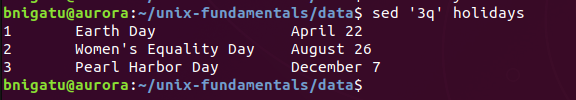 bnigatu@aurora:~/unix-fundamentals/data$ sed '3q' holidays
1       Earth Day               April 22
2       Women's Equality Day    August 26
3       Pearl Harbor Day        December 7
bnigatu@aurora:~/unix-fundamentals/data$